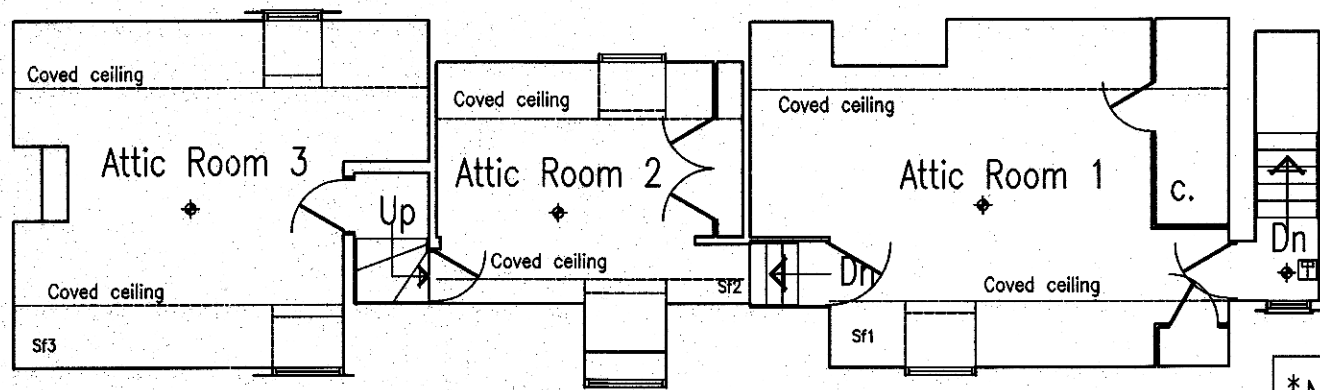 Coved ceiling
Attic Room 3
Up
Coved ceiling
Sf3
Coved ceiling
Attic Room 2
Coved ceiling
Sf2
Coved ceiling
Attic Room 1
c.
Dn
Coved ceiling
Sf1
Dn